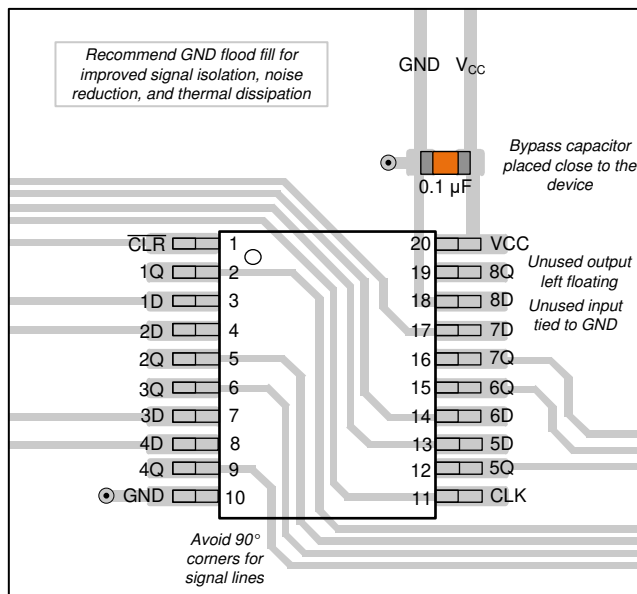 Recommend GND flood fill for
improved signal isolation, noise
reduction, and thermal dissipation
GND VCC
Bypass capacitor
placed close to the
device
0.1 µF
CLR 1 20 VCC
1Q 2 19 8Q
Unused output
left floating
1D 3 18 8D
Unused input
tied to GND
2D 4 17 7D
2Q 5 16 7Q
3Q 6 15 6Q
3D 7 14 6D
4D 8 13 5D
4Q 9 12 5Q
GND 10 11 CLK
Avoid 90°
corners for
signal lines